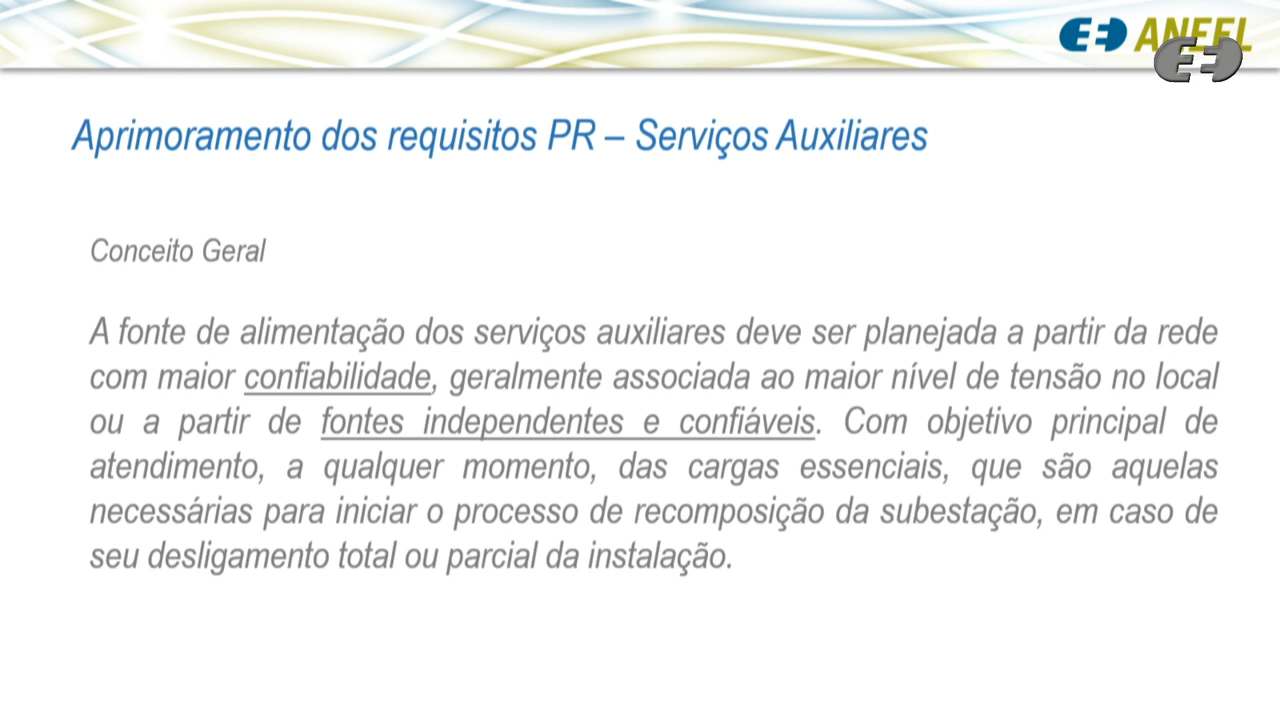 ANEEL
Aprimoramento dos requisitos PR – Serviços Auxiliares
Conceito Geral
A fonte de alimentação dos serviços auxiliares deve ser planejada a partir da rede
com maior confiabilidade, geralmente associada ao maior nível de tensão no local
ou a partir de fontes independentes e confiáveis. Com objetivo principal de
atendimento, a qualquer momento, das cargas essenciais, que são aquelas
necessárias para iniciar o processo de recomposição da subestação, em caso de
seu desligamento total ou parcial da instalação.